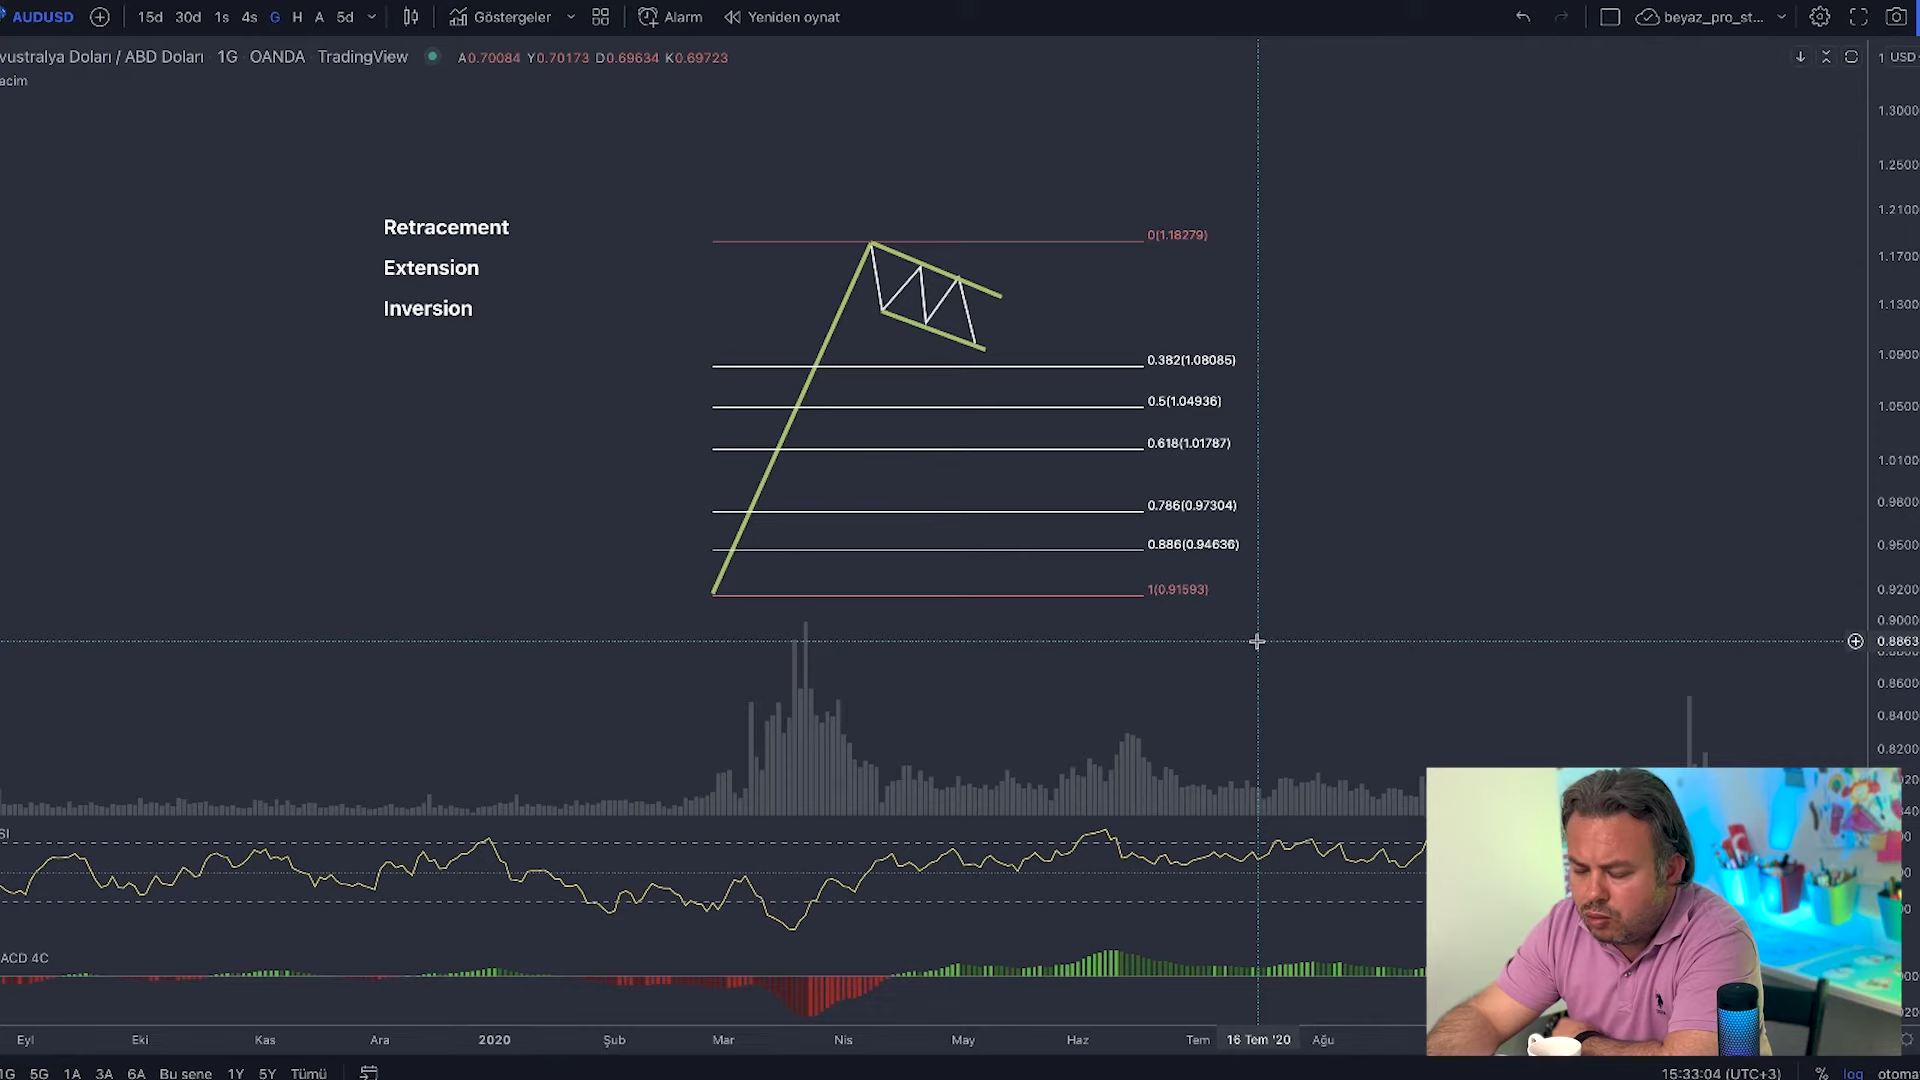 AUDUSD 15d 30d 1s 4s G H A 5d Göstergeler Alarm Yeniden oynat beyaz_pro_st...
vustralya Doları / ABD Doları 1G OANDA TradingView A0.70084 Y0.70173 D0.69634 K0.69723 1 USD
acim
1.3000
1.2500
1.2100
1.1700
1.1300
1.0900
1.0500
1.0100
0.9800
0.9500
0.9200
0.9000
0.8863
0.8600
0.8400
0.8200
Retracement
Extension
Inversion
0(1.18279)
0.382(1.08085)
0.5(1.04936)
0.618(1.01787)
0.786(0.97304)
0.886(0.94636)
1(0.91593)
SI
ACD 4C
Eyl Eki Kas Ara 2020 Şub Mar Nis May Haz Tem 16 Tem '20 Ağu
1G 5G 1A 3A 6A Bu sene 1Y 5Y Tümü 15:33:04 (UTC+3) % log otoma